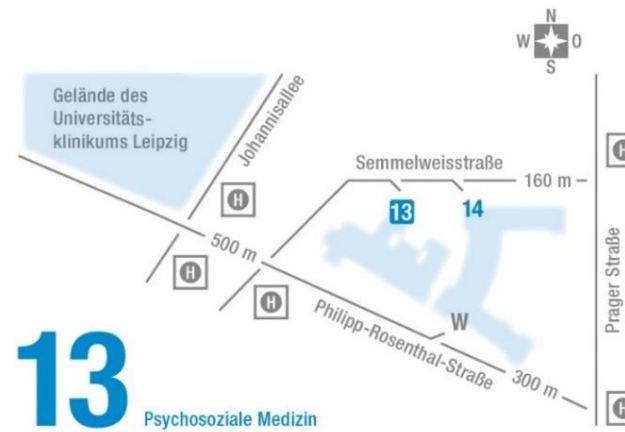 N
W O
S
Gelände des
Universitäts-
klinikums Leipzig
Johannisallee
H
Semmelweisstraße
160 m
H
13
14
500 m
H
H
Philipp-Rosenthal-Straße
W
300 m
Prager Straße
H
13
Psychosoziale Medizin